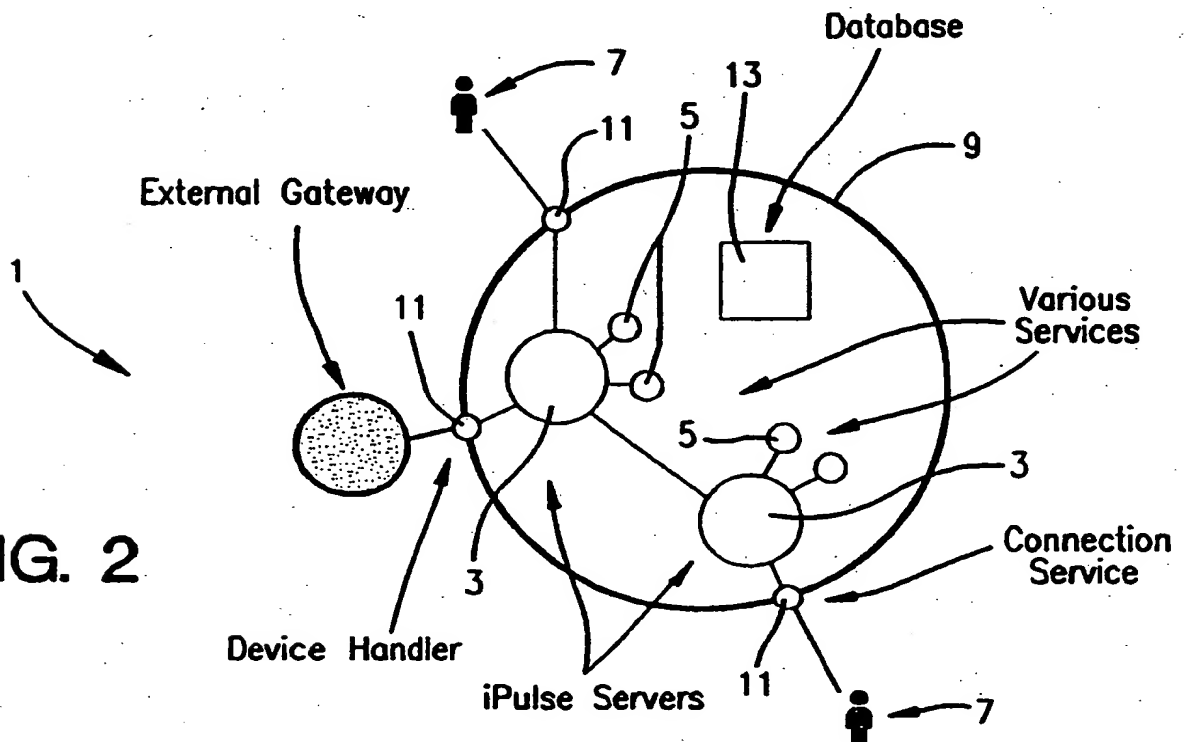 Database
7
13
5
11
9
External Gateway
1
11
Various
Services
5
3
3
Connection
Service
Device Handler
iPulse Servers
11
7
IG. 2